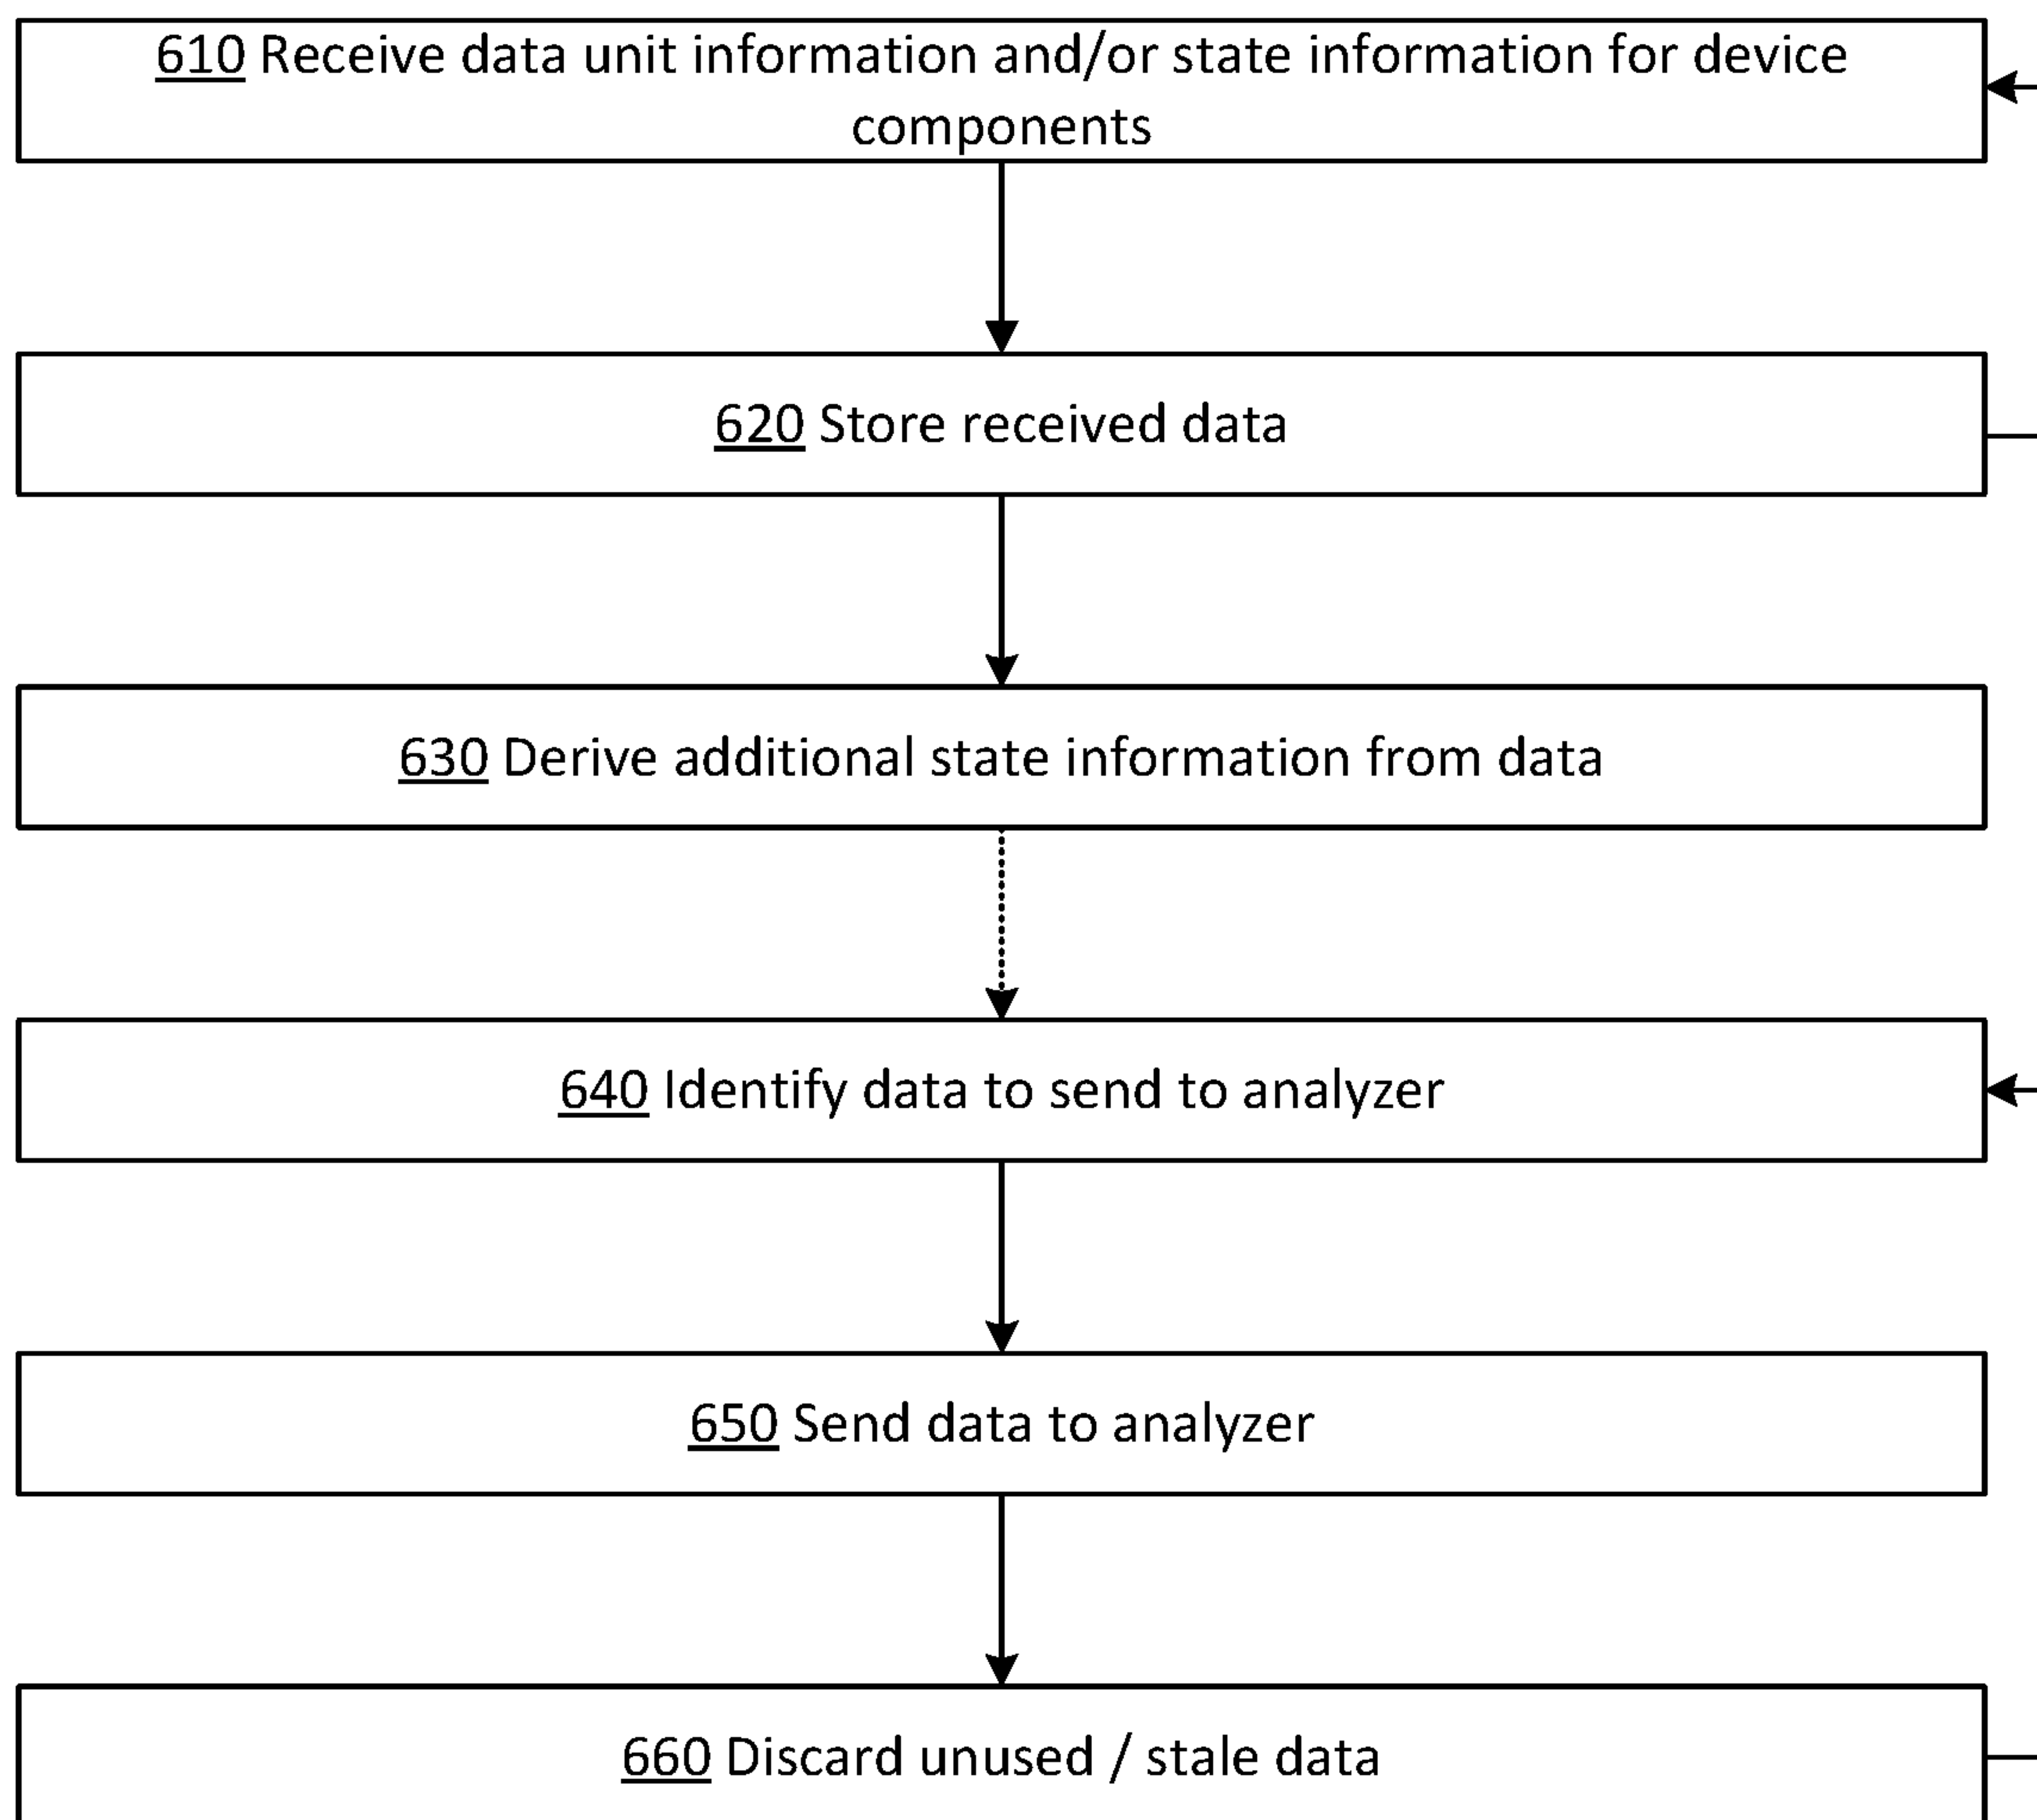 610 Receive data unit information and/or state information for device
components
620 Store received data
630 Derive additional state information from data
640 Identify data to send to analyzer
650 Send data to analyzer
660 Discard unused / stale data